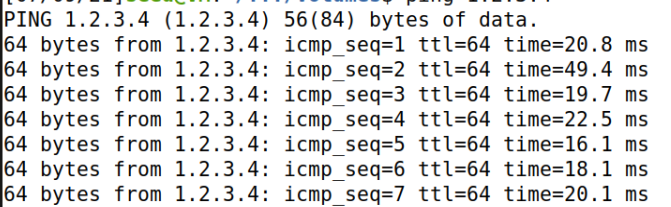 PING 1.2.3.4 (1.2.3.4) 56(84) bytes of data.
64 bytes from 1.2.3.4: icmp_seq=1 ttl=64 time=20.8 ms
64 bytes from 1.2.3.4: icmp_seq=2 ttl=64 time=49.4 ms
64 bytes from 1.2.3.4: icmp_seq=3 ttl=64 time=19.7 ms
64 bytes from 1.2.3.4: icmp_seq=4 ttl=64 time=22.5 ms
64 bytes from 1.2.3.4: icmp_seq=5 ttl=64 time=16.1 ms
64 bytes from 1.2.3.4: icmp_seq=6 ttl=64 time=18.1 ms
64 bytes from 1.2.3.4: icmp_seq=7 ttl=64 time=20.1 ms